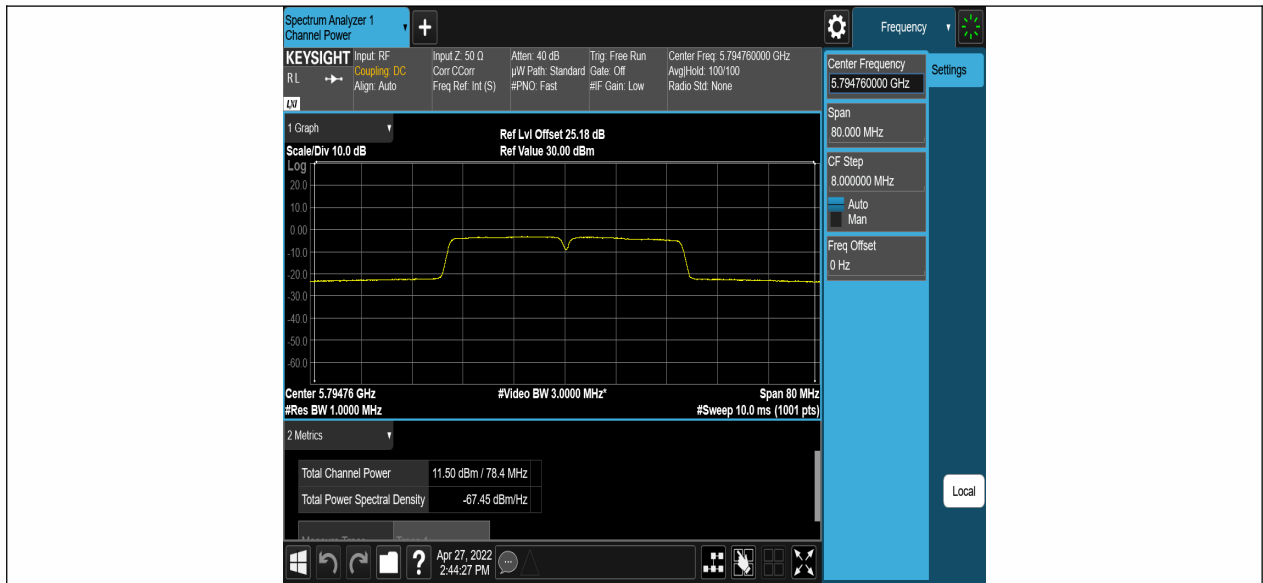 Spectrum Analyzer 1
Channel Power
+
Frequency
KEYSIGHT
RL
LXI
Input: RF
Coupling: DC
Align: Auto
Input Z: 50 Ω
Corr CCorr
Freq Ref: Int (S)
Atten: 40 dB
µW Path: Standard
#PNO: Fast
Trig: Free Run
Gate: Off
#IF Gain: Low
Center Freq: 5.794760000 GHz
Avg|Hold: 100/100
Radio Std: None
1 Graph
Scale/Div 10.0 dB
Ref Lvl Offset 25.18 dB
Ref Value 30.00 dBm
Log
20.0
10.0
0.00
-10.0
-20.0
-30.0
-40.0
-50.0
-60.0
Center 5.79476 GHz
#Res BW 1.0000 MHz
#Video BW 3.0000 MHz*
Span 80 MHz
#Sweep 10.0 ms (1001 pts)
2 Metrics
Total Channel Power 11.50 dBm / 78.4 MHz
Total Power Spectral Density -67.45 dBm/Hz
Center Frequency
5.794760000 GHz
Span
80.000 MHz
CF Step
8.000000 MHz
Auto
Man
Freq Offset
0 Hz
Settings
Local
?
Apr 27, 2022
2:44:27 PM